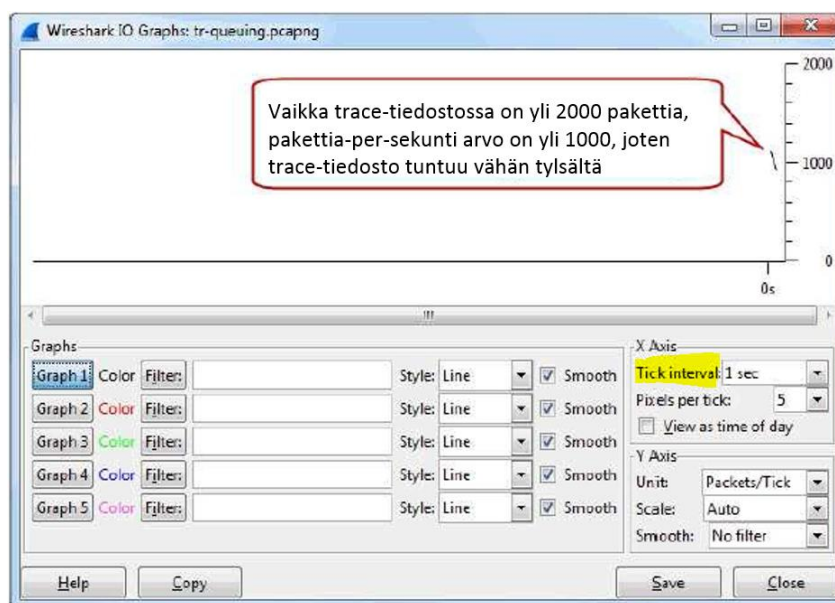 Wireshark IO Graphs: tr-queuing.pcapng
2000
Vaikka trace-tiedostossa on yli 2000 pakettia,
pakettia-per-sekunti arvo on yli 1000, joten
trace-tiedosto tuntuu vähän tylsältä
1000
0
0s
Graphs
Graph 1 Color Filter: Style: Line Smooth
Graph 2 Color Filter: Style: Line Smooth
Graph 3 Color Filter: Style: Line Smooth
Graph 4 Color Filter: Style: Line Smooth
Graph 5 Color Filter: Style: Line Smooth
X Axis
Tick interval: 1 sec
Pixels per tick: 5
View as time of day
Y Axis
Unit: Packets/Tick
Scale: Auto
Smooth: No filter
Help Copy Save Close